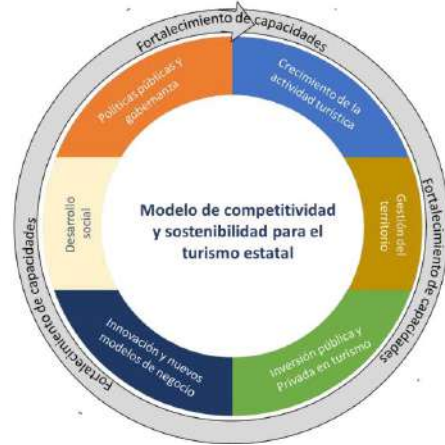 Fortalecimiento de capacidades
Crecimiento de la
actividad turística
Gestión del
territorio
Fortalecimiento de capacidades
Inversión pública y
Privada en turismo
Innovación y nuevos
modelos de negocio
Fortalecimiento de capacidades
Desarrollo
social
Políticas públicas y
gobernanza
Modelo de competitividad
y sostenibilidad para el
turismo estatal